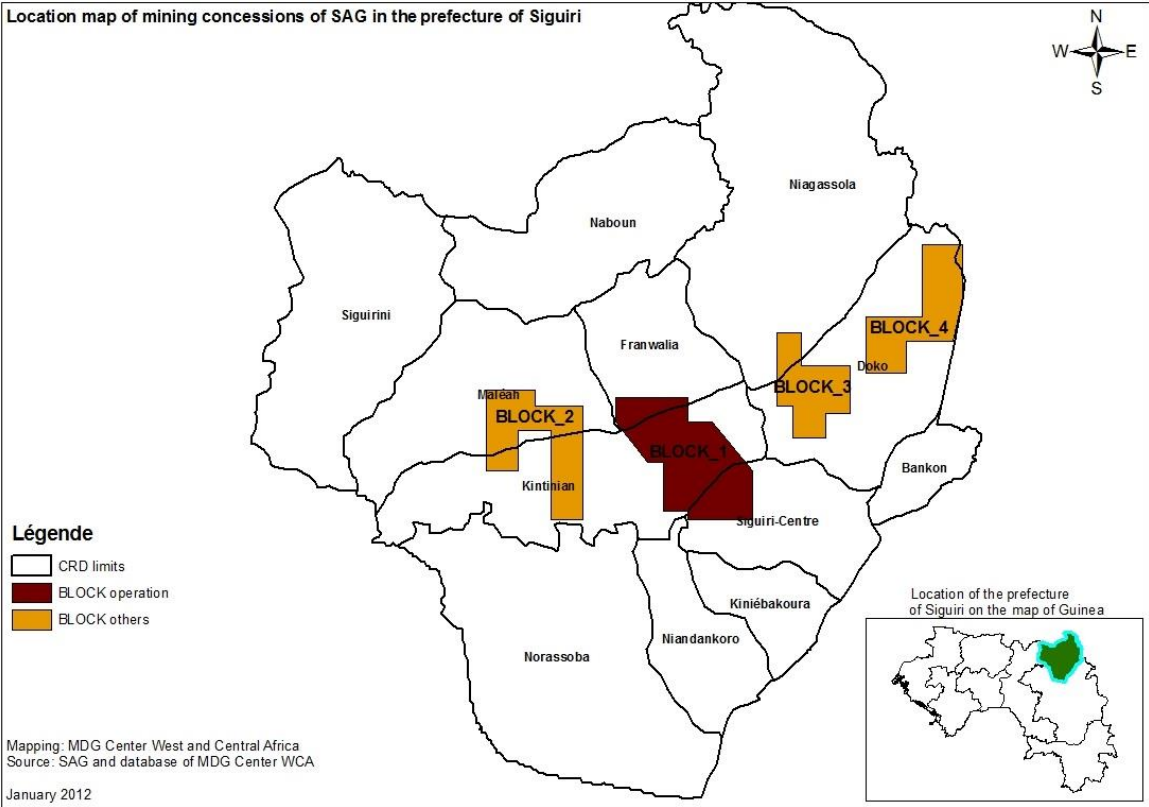 Location map of mining concessions of SAG in the prefecture of Siguiri
N
W
E
S
Niagassola
Naboun
Siguirini
Franwalia
BLOCK_4
Doko
BLOCK_3
Maléah
BLOCK_2
BLOCK_1
Bankon
Kintinian
Siguiri-Centre
Légende
CRD limits
BLOCK operation
BLOCK others
Kiniébakoura
Niandankoro
Norassoba
Location of the prefecture
of Siguiri on the map of Guinea
Mapping: MDG Center West and Central Africa
Source: SAG and database of MDG Center WCA
January 2012